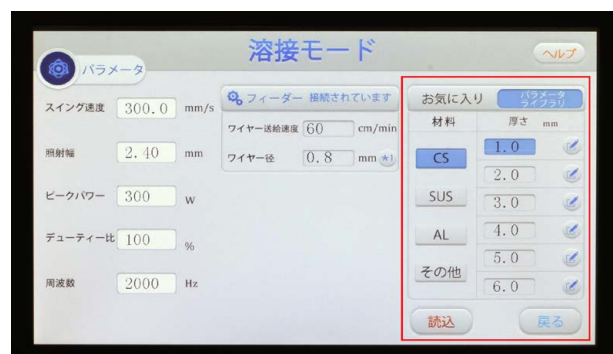 溶接モード
ヘルプ
パラメータ
スイング速度 300.0 mm/s
照射幅 2.40 mm
ピークパワー 300 W
デューティー比 100 %
周波数 2000 Hz
フィーダー 接続されています
ワイヤー送給速度 60 cm/min
ワイヤー径 0.8 mm ★1
お気に入り
パラメータ
ライブラリ
材料 厚さ mm
CS
SUS
AL
その他
1.0
2.0
3.0
4.0
5.0
6.0
読込
戻る